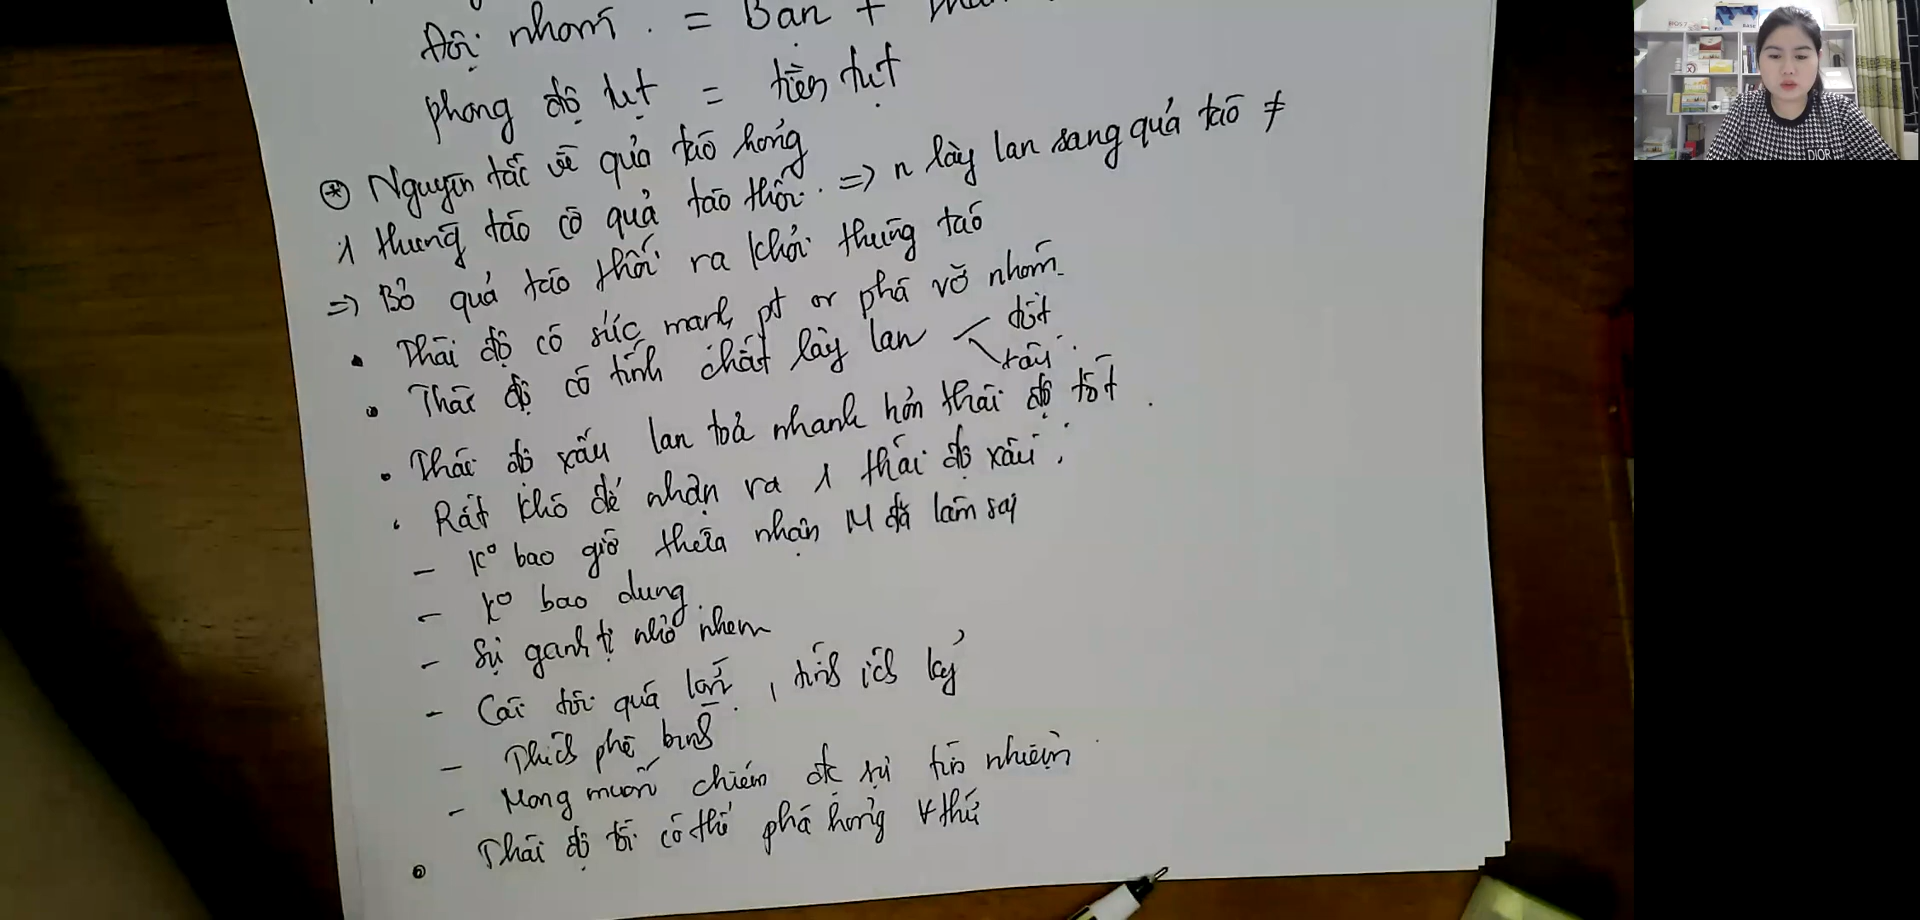 Đội nhóm. = Bạn +
phong độ tụt = tiền tụt
* Nguyên tắc về quả táo hỏng
1 thùng táo có quả táo thối. => n lây lan sang quả táo ≠
=> Bỏ quả táo thối ra khỏi thùng táo
• Thái độ có sức mạnh pt or phá vỡ nhóm
• Thái độ có tính chất lây lan < tốt
xấu.
• Thái độ xấu lan toả nhanh hơn thái độ tốt.
• Rất khó để nhận ra 1 thái độ xấu:
- K° bao giờ thừa nhận M đã làm sai
- K° bao dung
- Sự ganh tị nhỏ nhen
- Cái tôi quá lớn, tính ích kỷ
- Thích phê bình
- Mong muốn chiếm đk sự tín nhiệm.
• Thái độ tồi có thể phá hỏng ∀ thứ
DIOR